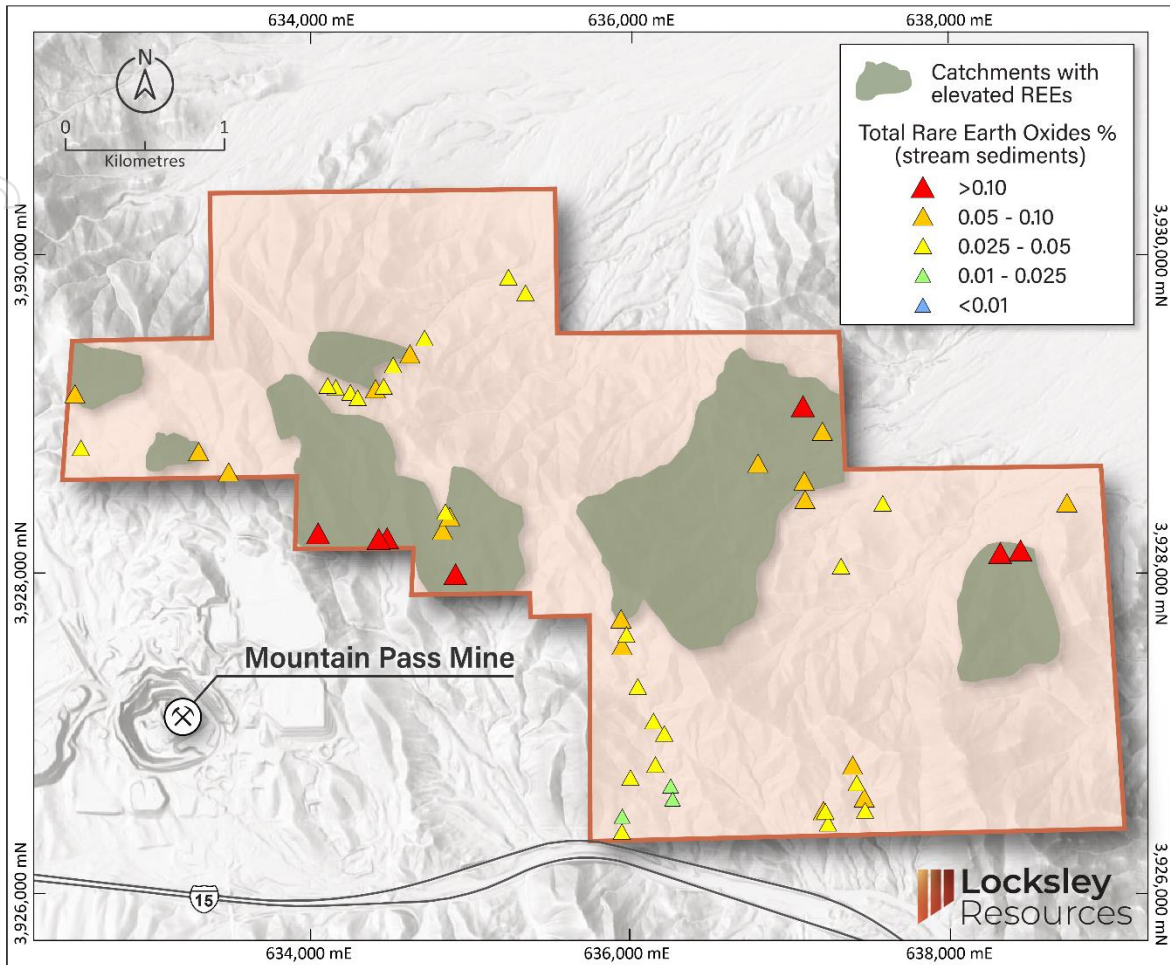 634,000 mE
636,000 mE
638,000 mE
N
0
1
Kilometres
Catchments with
elevated REEs
Total Rare Earth Oxides %
(stream sediments)
>0.10
0.05 - 0.10
0.025 - 0.05
0.01 - 0.025
<0.01
3,930,000 mN
3,930,000 mN
3,928,000 mN
3,928,000 mN
Mountain Pass Mine
15
3,926,000 mN
3,926,000 mN
Locksley
Resources
634,000 mE
636,000 mE
638,000 mE